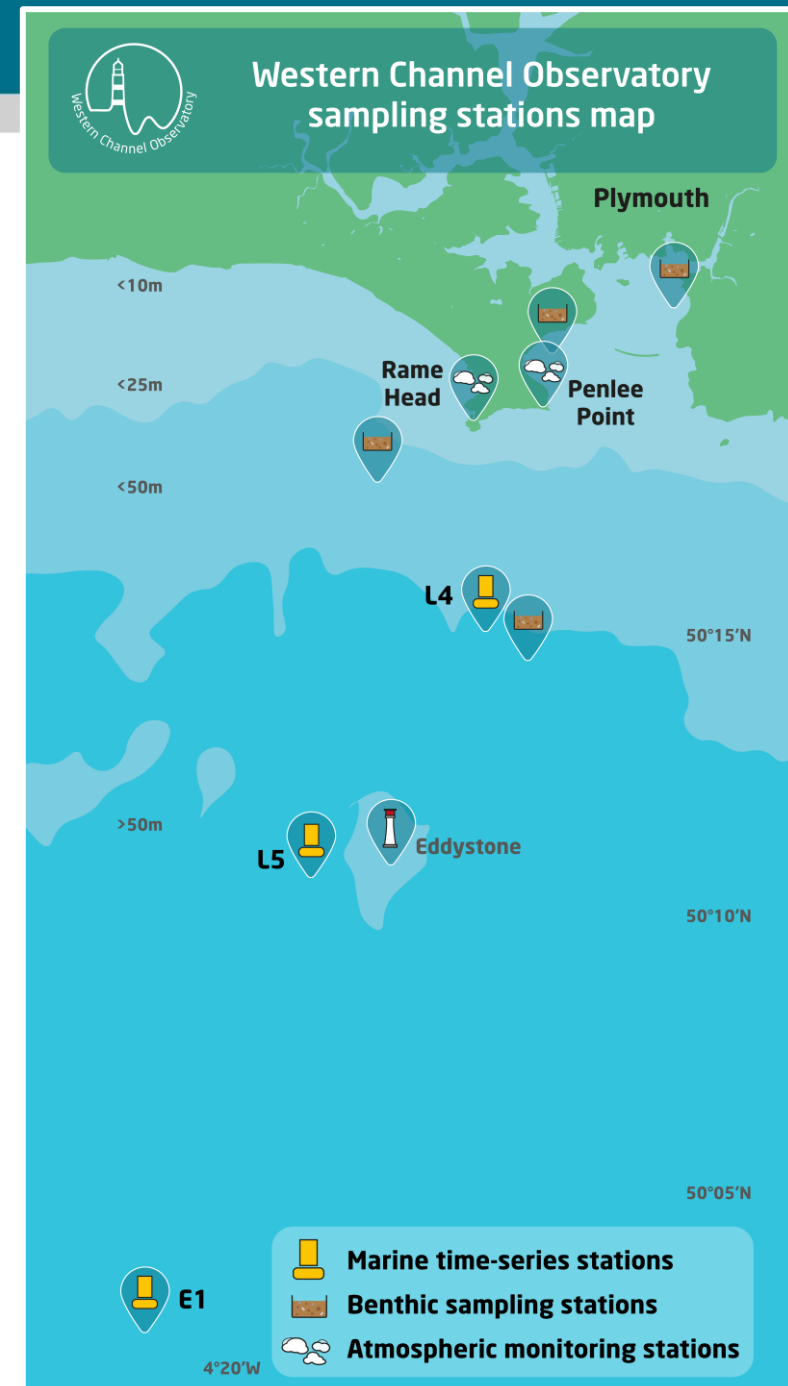 Western Channel Observatory
Western Channel Observatory
sampling stations map
Plymouth
<10m
Rame
Head
<25m
Penlee
Point
<50m
L4
50°15'N
>50m
Eddystone
L5
50°10'N
50°05'N
Marine time-series stations
E1
Benthic sampling stations
Atmospheric monitoring stations
4°20'W